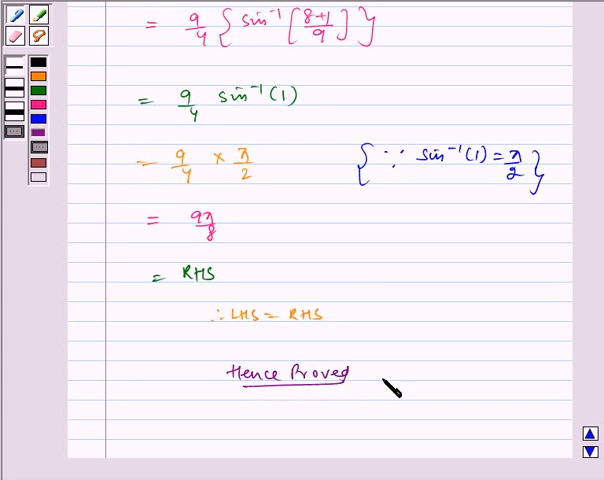 = 9/4 { sin⁻¹ [ 8+1/9 ] }
= 9/4 sin⁻¹(1)
= 9/4 × π/2 { ∵ sin⁻¹(1) = π/2 }
= 9π/8
= RHS
∴ LHS = RHS
Hence Proved